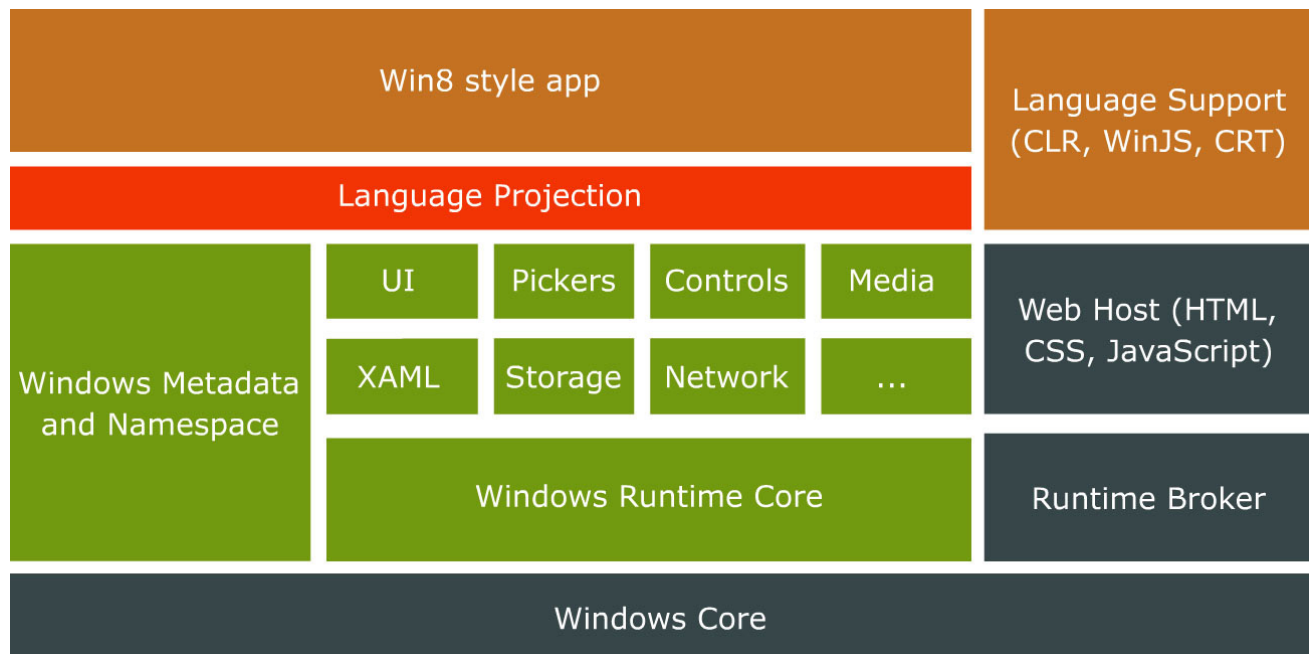 Win8 style app
Language Support
(CLR, WinJS, CRT)
Language Projection
UI
Pickers
Controls
Media
Web Host (HTML,
CSS, JavaScript)
Windows Metadata
and Namespace
XAML
Storage
Network
...
Windows Runtime Core
Runtime Broker
Windows Core